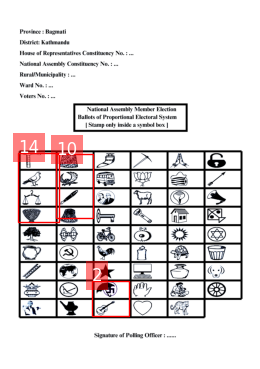 Province : Bagmati
District: Kathmandu
House of Representatives Constituency No. : ...
National Assembly Constituency No. : ...
Rural/Municipality : ...
Ward No. : ...
Voters No. : ...
National Assembly Member Election
Ballots of Proportional Electoral System
[ Stamp only inside a symbol box ]
14
10
2
Signature of Polling Officer : ......